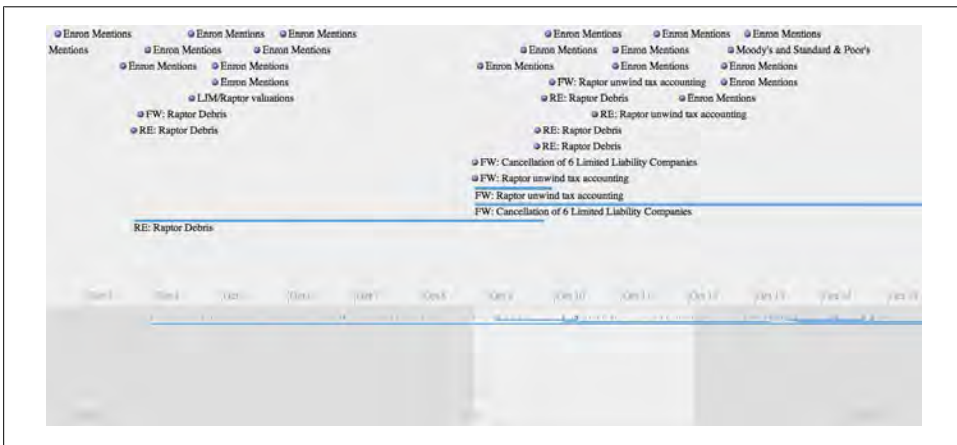 Enron Mentions Enron Mentions Enron Mentions Enron Mentions Enron Mentions Enron Mentions
Mentions Enron Mentions Enron Mentions Enron Mentions Enron Mentions Moody's and Standard & Poor's
Enron Mentions Enron Mentions Enron Mentions Enron Mentions Enron Mentions
Enron Mentions FW: Raptor unwind tax accounting Enron Mentions
LJM/Raptor valuations RE: Raptor Debris Enron Mentions
FW: Raptor Debris RE: Raptor unwind tax accounting
RE: Raptor Debris RE: Raptor Debris
RE: Raptor Debris
FW: Cancellation of 6 Limited Liability Companies
FW: Raptor unwind tax accounting
FW: Raptor unwind tax accounting
FW: Cancellation of 6 Limited Liability Companies
RE: Raptor Debris